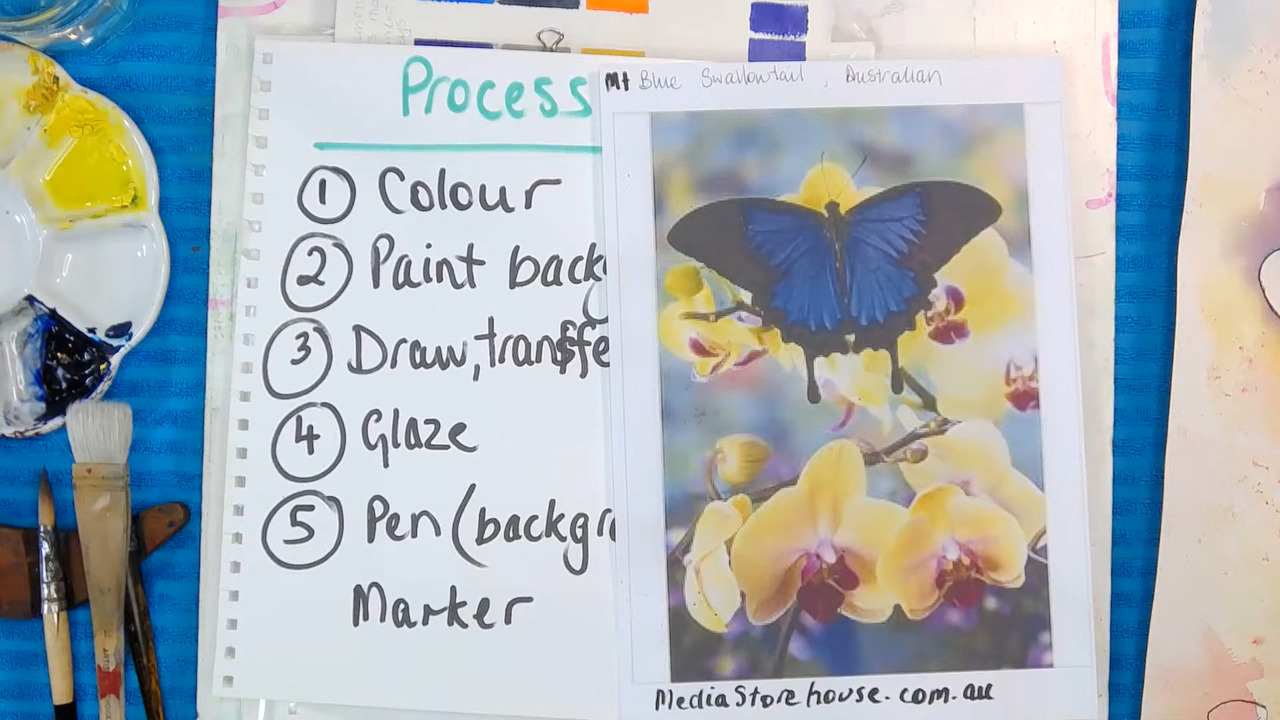 Process
① Colour
② Paint back
③ Draw, transfe
④ Glaze
⑤ Pen (backgr
Marker
Mt Blue Swallowtail, Australian
MediaStorehouse.com.au